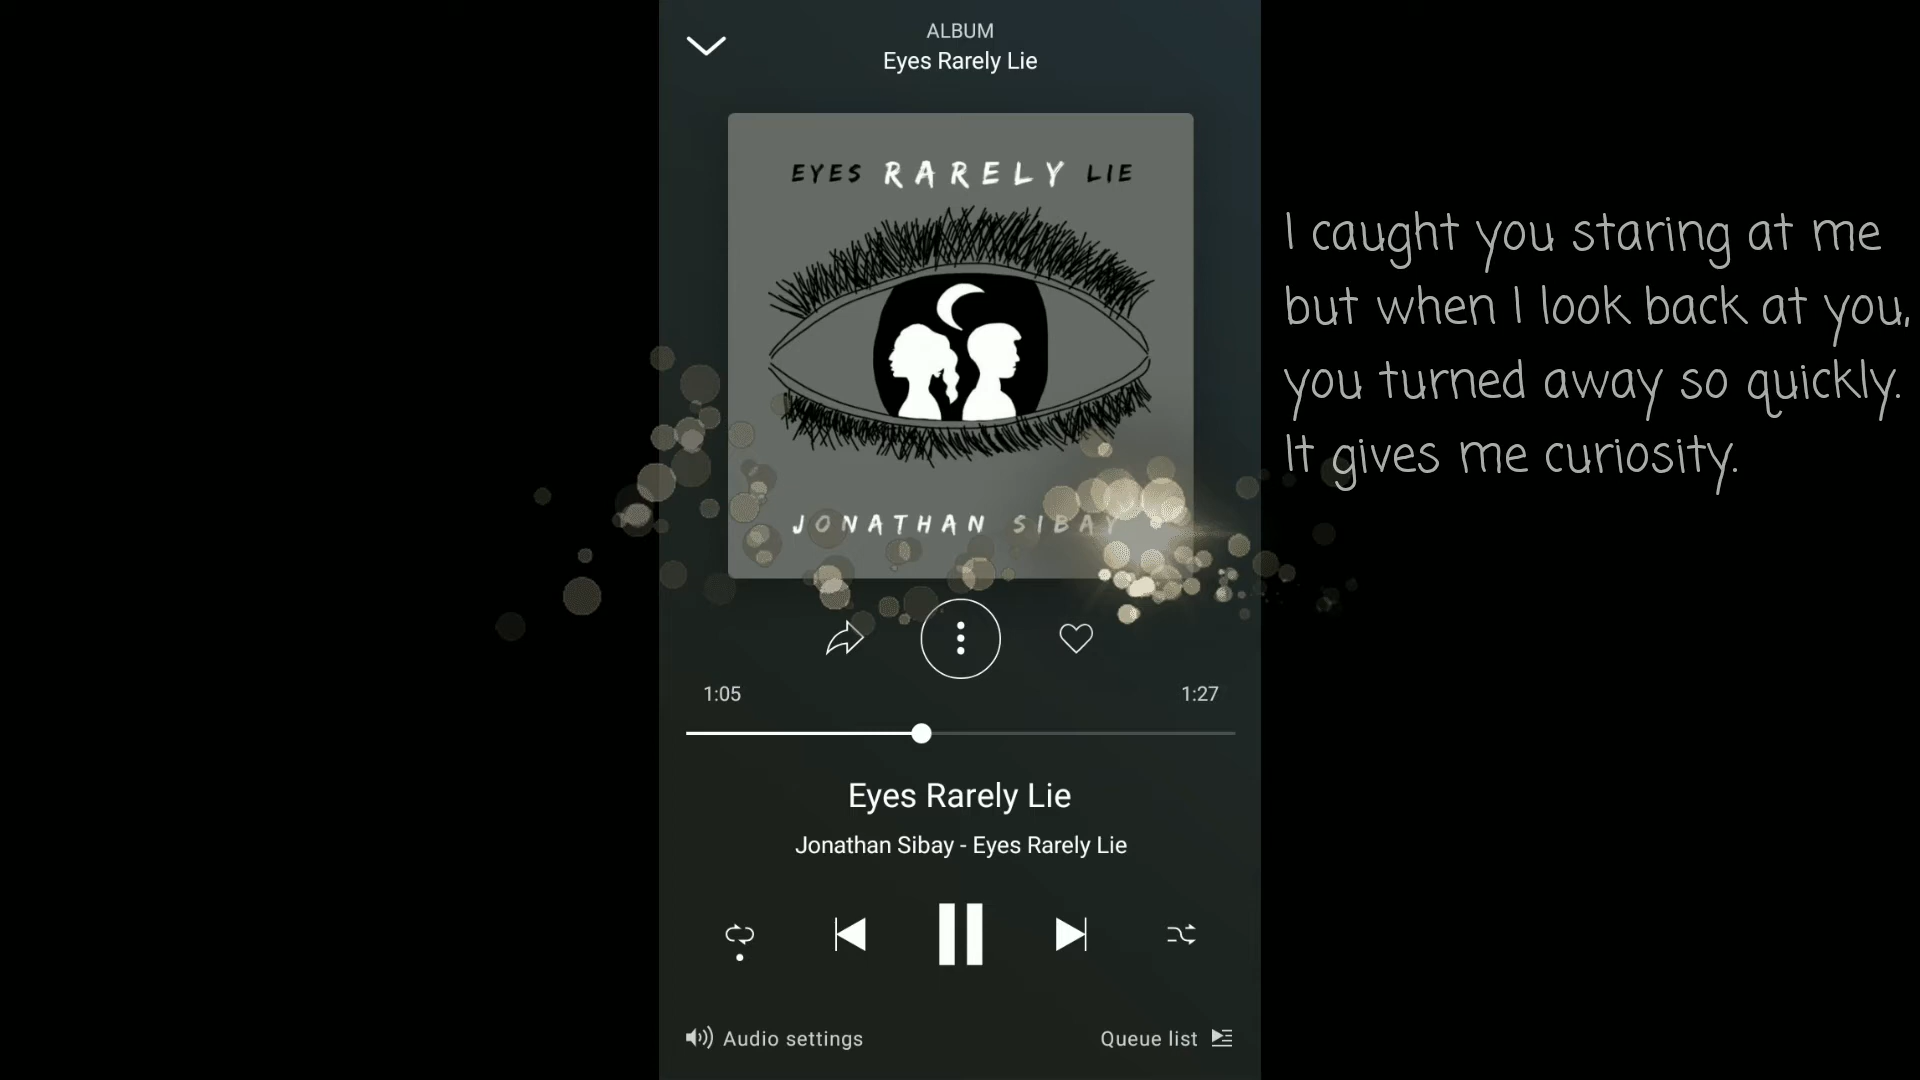 ALBUM
Eyes Rarely Lie
EYES RARELY LIE
JONATHAN SIBAY
I caught you staring at me
but when I look back at you,
you turned away so quickly.
It gives me curiosity.
1:05
1:27
Eyes Rarely Lie
Jonathan Sibay - Eyes Rarely Lie
Audio settings
Queue list